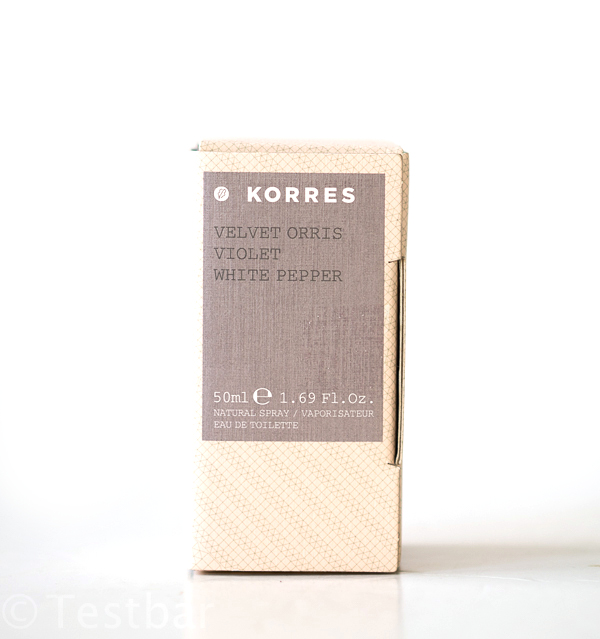 KORRES
VELVET ORRIS
VIOLET
WHITE PEPPER
50ml ℮ 1.69 Fl.Oz.
NATURAL SPRAY / VAPORISATEUR
EAU DE TOILETTE
© Testbar